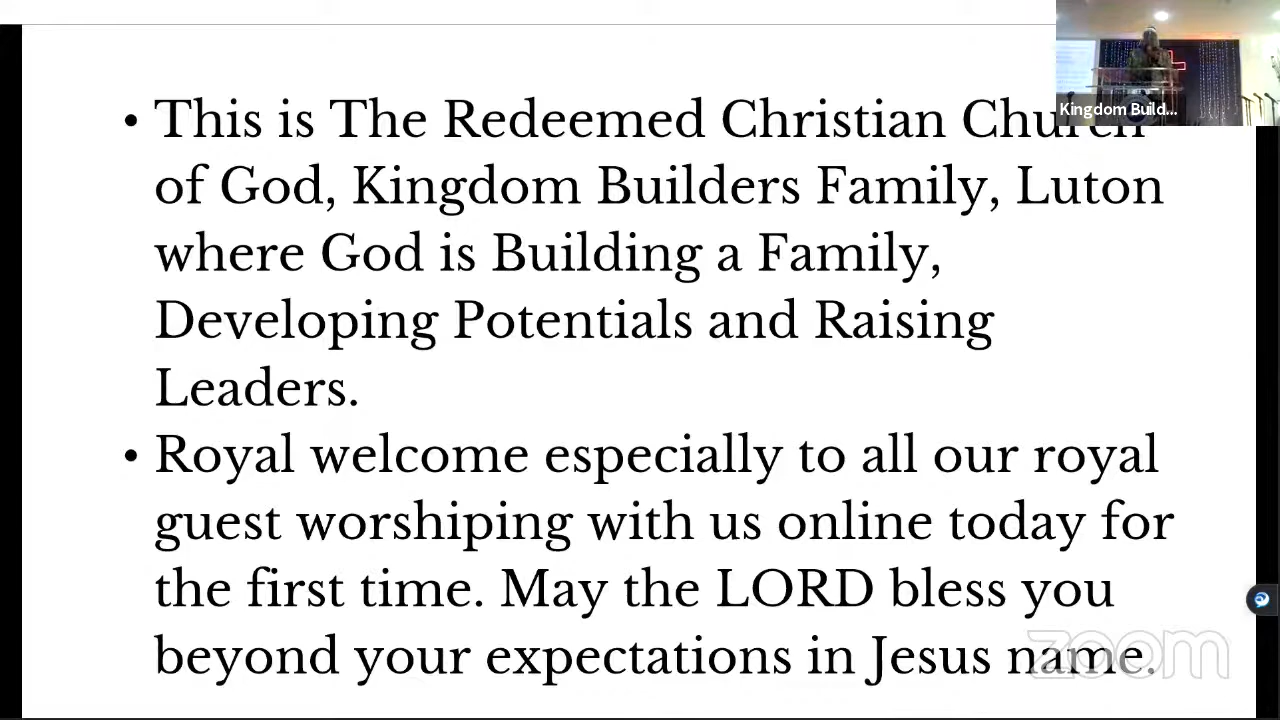 • This is The Redeemed Christian Church
of God, Kingdom Builders Family, Luton
where God is Building a Family,
Developing Potentials and Raising
Leaders.
• Royal welcome especially to all our royal
guest worshiping with us online today for
the first time. May the LORD bless you
beyond your expectations in Jesus name.
Kingdom Build...
zoom